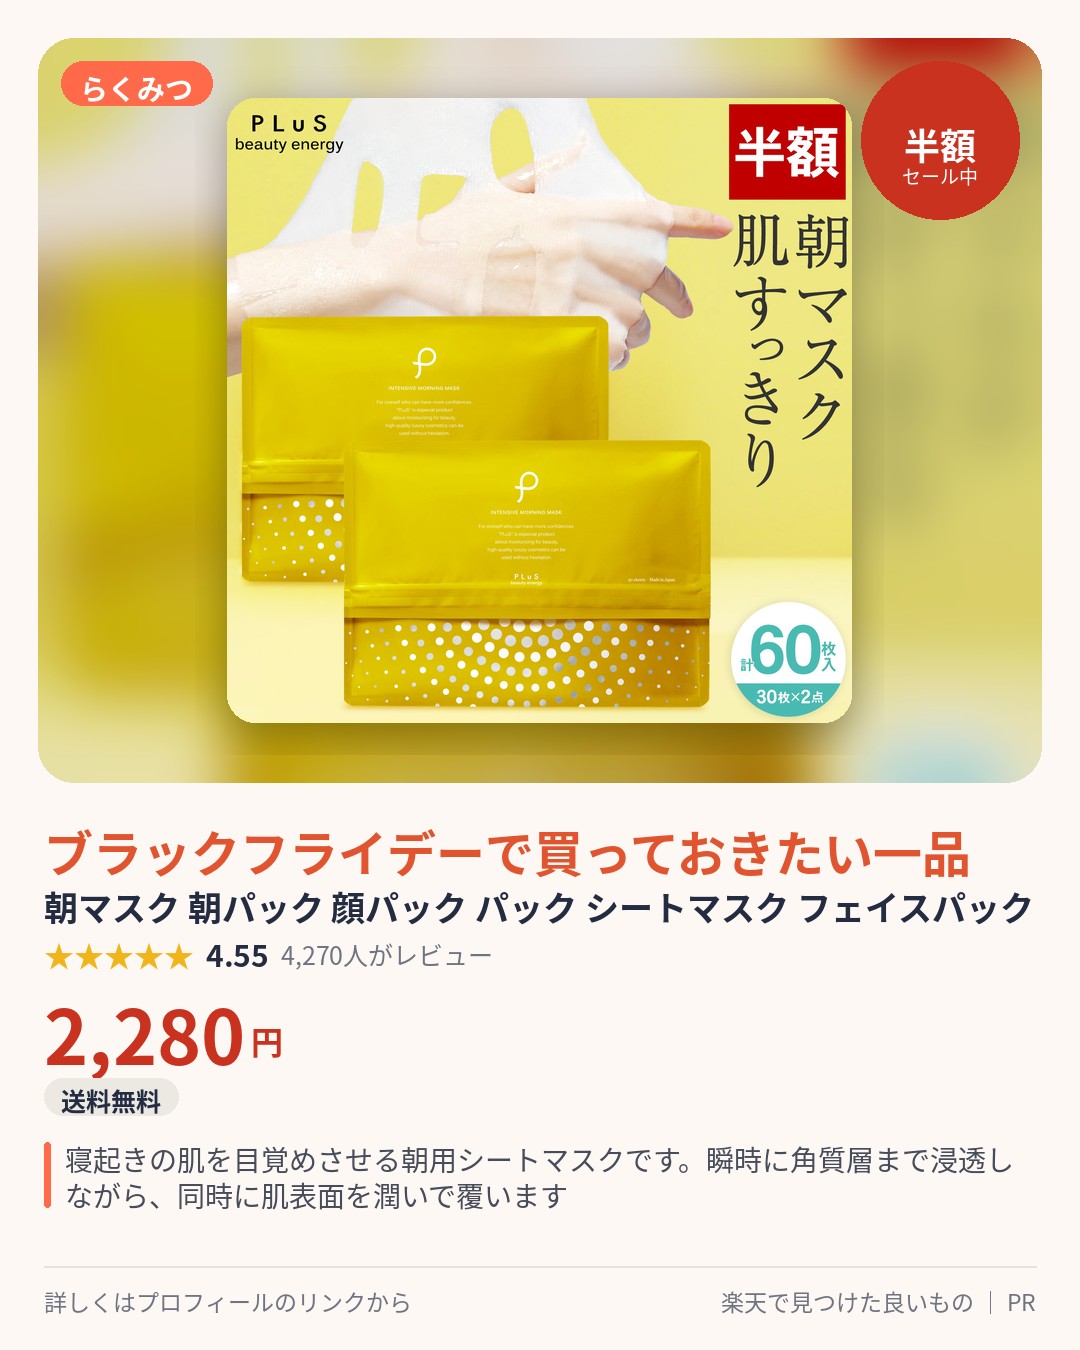 らくみつ
半額
セール中
PLuS
beauty energy
半額
朝マスク
肌すっきり
INTENSIVE MORNING MASK
INTENSIVE MORNING MASK
PLuS
beauty energy
計60枚入
30枚×2点
ブラックフライデーで買っておきたい一品
朝マスク 朝パック 顔パック パック シートマスク フェイスパック
★★★★★ 4.55 4,270人がレビュー
2,280円
送料無料
寝起きの肌を目覚めさせる朝用シートマスクです。瞬時に角質層まで浸透し
ながら、同時に肌表面を潤いで覆います
詳しくはプロフィールのリンクから
楽天で見つけた良いもの｜PR